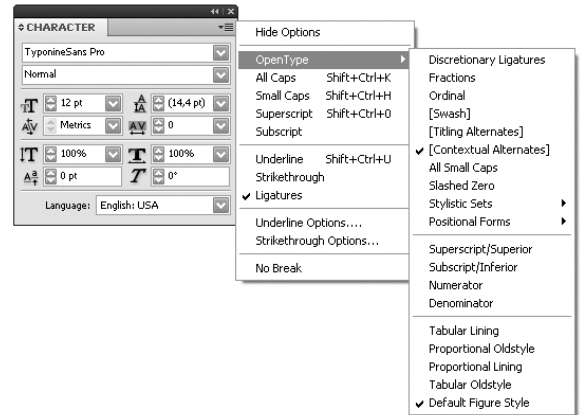 CHARACTER
TyponineSans Pro
Normal
12 pt
(14,4 pt)
Metrics
0
100%
100%
0 pt
0°
Language: English: USA
Hide Options
OpenType
All Caps Shift+Ctrl+K
Small Caps Shift+Ctrl+H
Superscript Shift+Ctrl+0
Subscript
Underline Shift+Ctrl+U
Strikethrough
Ligatures
Underline Options....
Strikethrough Options...
No Break
Discretionary Ligatures
Fractions
Ordinal
[Swash]
[Titling Alternates]
[Contextual Alternates]
All Small Caps
Slashed Zero
Stylistic Sets
Positional Forms
Superscript/Superior
Subscript/Inferior
Numerator
Denominator
Tabular Lining
Proportional Oldstyle
Proportional Lining
Tabular Oldstyle
Default Figure Style